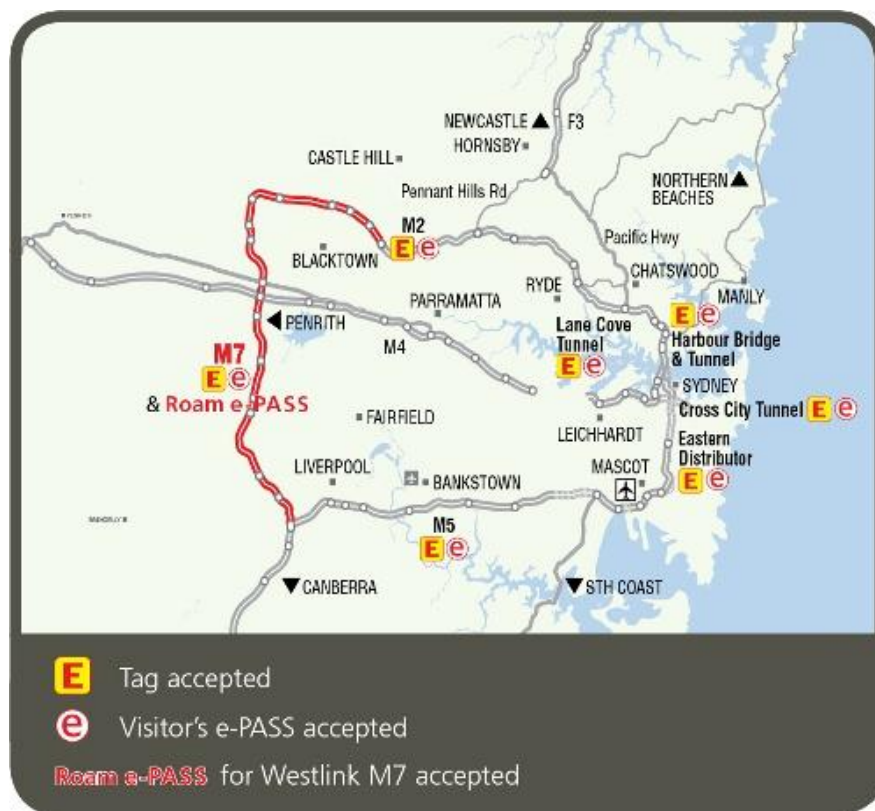 NEWCASTLE
F3
HORNSBY
CASTLE HILL
Pennant Hills Rd
NORTHERN
BEACHES
M2
E e
BLACKTOWN
Pacific Hwy
CHATSWOOD
RYDE
MANLY
PARRAMATTA
E e
Harbour Bridge
& Tunnel
PENRITH
Lane Cove
Tunnel
E e
M4
M7
E e
& Roam e-PASS
SYDNEY
Cross City Tunnel E e
FAIRFIELD
LEICHHARDT
Eastern
Distributor
E e
LIVERPOOL
BANKSTOWN
MASCOT
M5
E e
CANBERRA
STH COAST
E Tag accepted
e Visitor's e-PASS accepted
Roam e-PASS for Westlink M7 accepted